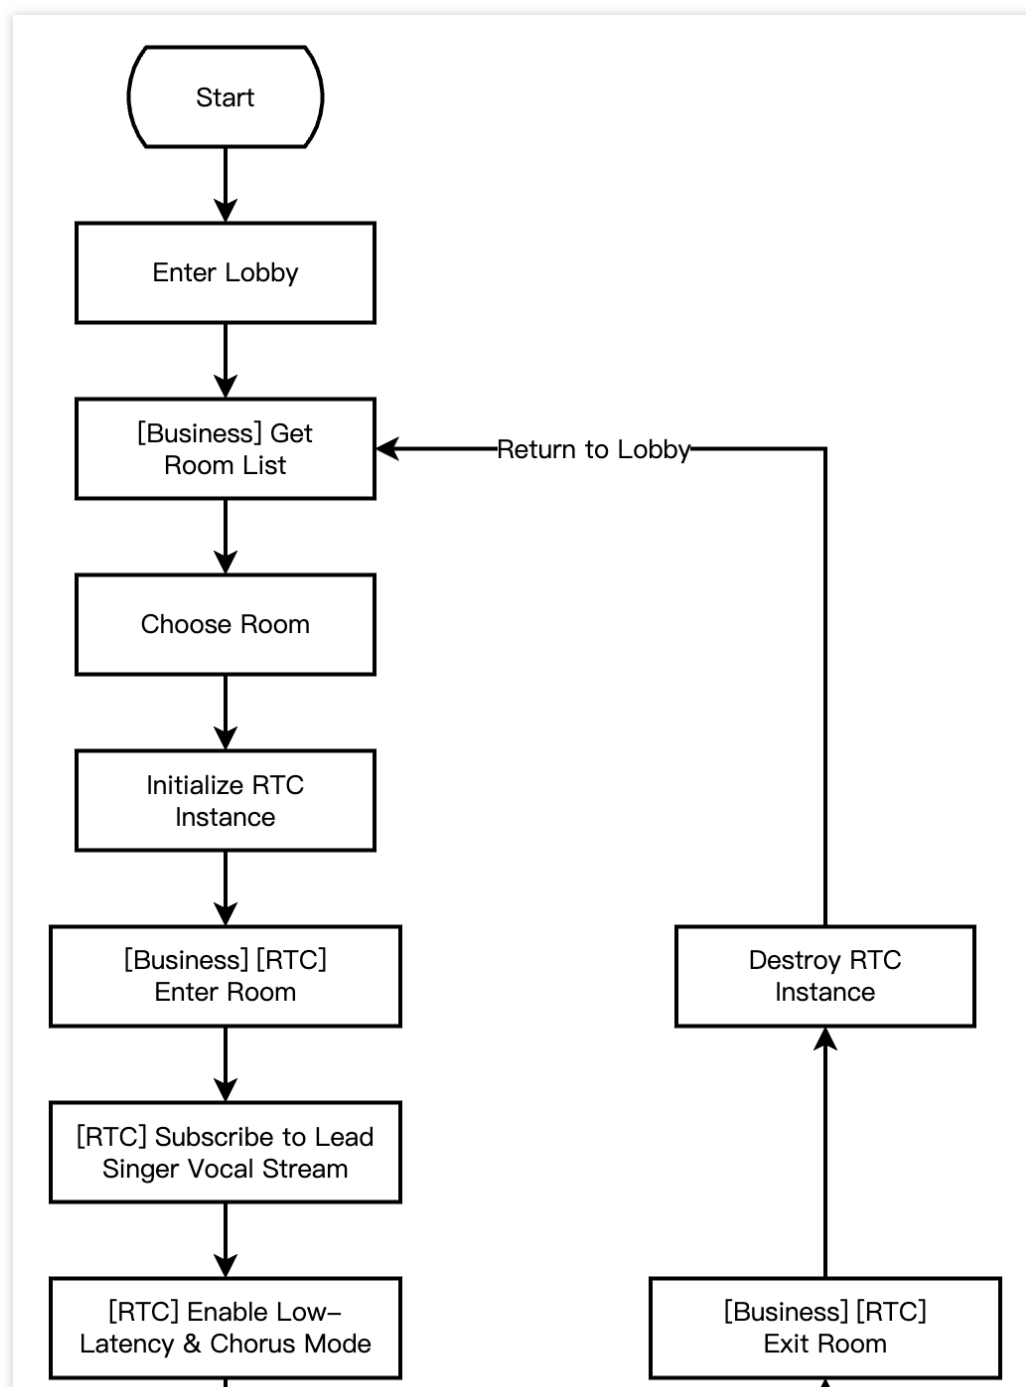 Start
Enter Lobby
[Business] Get
Room List
Return to Lobby
Choose Room
Initialize RTC
Instance
[Business] [RTC]
Enter Room
Destroy RTC
Instance
[RTC] Subscribe to Lead
Singer Vocal Stream
[RTC] Enable Low-
Latency & Chorus Mode
[Business] [RTC]
Exit Room